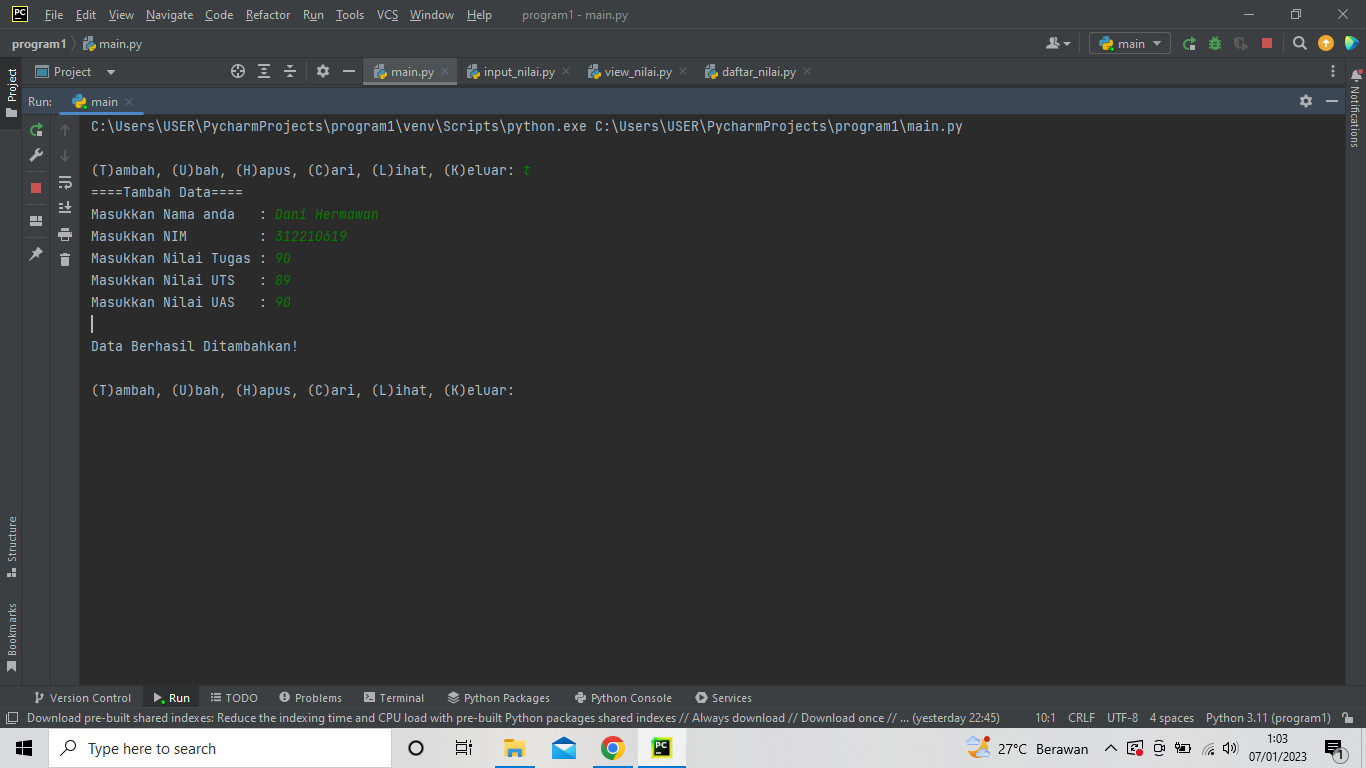 PC File Edit View Navigate Code Refactor Run Tools VCS Window Help program1 - main.py
program1 main.py main
Project main.py input_nilai.py view_nilai.py daftar_nilai.py
Project
Notifications
Run: main
C:\Users\USER\PycharmProjects\program1\venv\Scripts\python.exe C:\Users\USER\PycharmProjects\program1\main.py
(T)ambah, (U)bah, (H)apus, (C)ari, (L)ihat, (K)eluar: t
====Tambah Data====
Masukkan Nama anda   : Dani Hermawan
Masukkan NIM         : 312210619
Masukkan Nilai Tugas : 90
Masukkan Nilai UTS   : 89
Masukkan Nilai UAS   : 90
Data Berhasil Ditambahkan!
(T)ambah, (U)bah, (H)apus, (C)ari, (L)ihat, (K)eluar:
Structure
Bookmarks
Version Control Run TODO Problems Terminal Python Packages Python Console Services
Download pre-built shared indexes: Reduce the indexing time and CPU load with pre-built Python packages shared indexes // Always download // Download once // ... (yesterday 22:45) 10:1 CRLF UTF-8 4 spaces Python 3.11 (program1)
Type here to search PC 27°C Berawan 1:03
07/01/2023 1